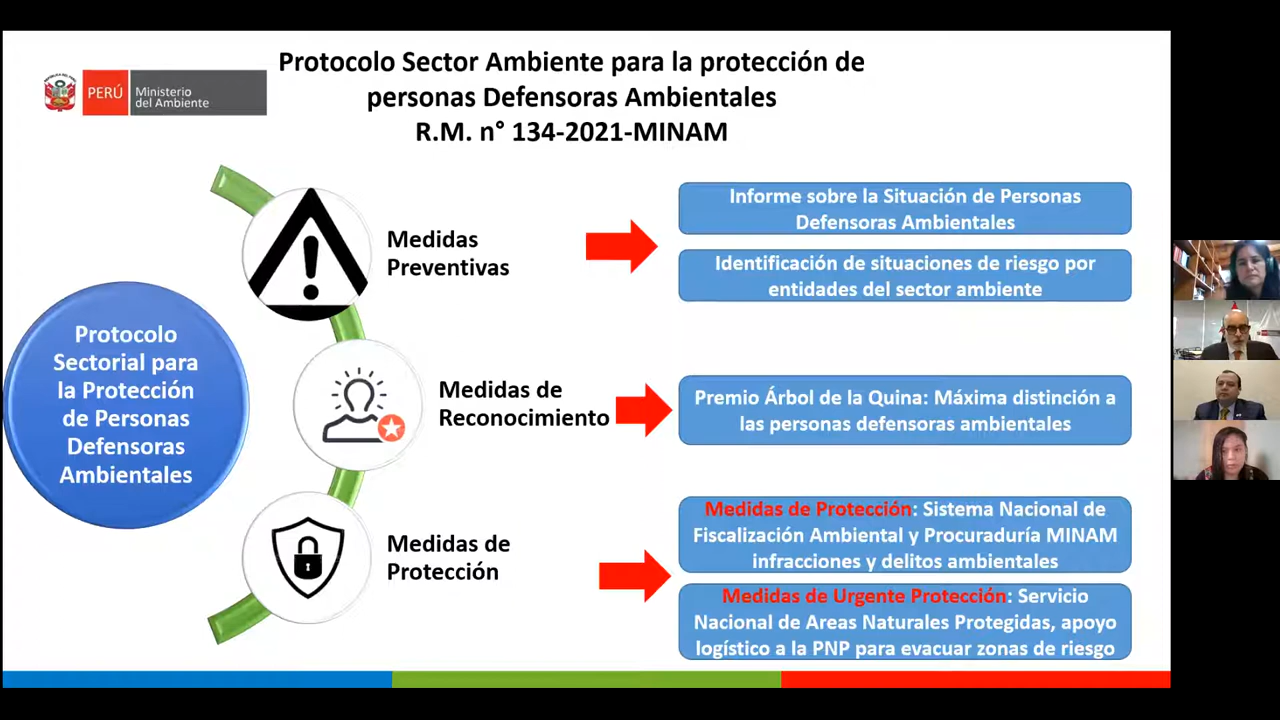 Protocolo Sector Ambiente para la protección de
personas Defensoras Ambientales
R.M. n° 134-2021-MINAM
PERÚ
Ministerio
del Ambiente
Protocolo
Sectorial para
la Protección
de Personas
Defensoras
Ambientales
Medidas
Preventivas
Informe sobre la Situación de Personas
Defensoras Ambientales
Identificación de situaciones de riesgo por
entidades del sector ambiente
Medidas de
Reconocimiento
Premio Árbol de la Quina: Máxima distinción a
las personas defensoras ambientales
Medidas de
Protección
Medidas de Protección: Sistema Nacional de
Fiscalización Ambiental y Procuraduría MINAM
infracciones y delitos ambientales
Medidas de Urgente Protección: Servicio
Nacional de Areas Naturales Protegidas, apoyo
logístico a la PNP para evacuar zonas de riesgo